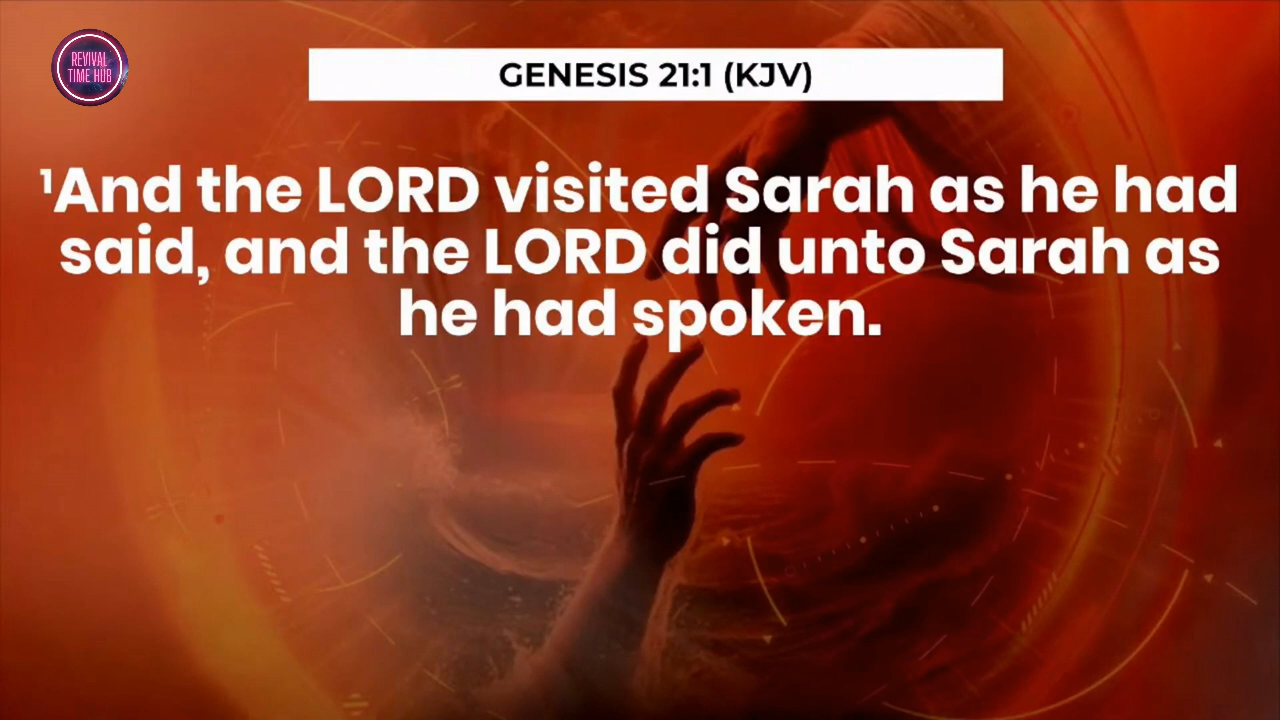 REVIVAL
TIME HUB
GENESIS 21:1 (KJV)
¹And the LORD visited Sarah as he had
said, and the LORD did unto Sarah as
he had spoken.